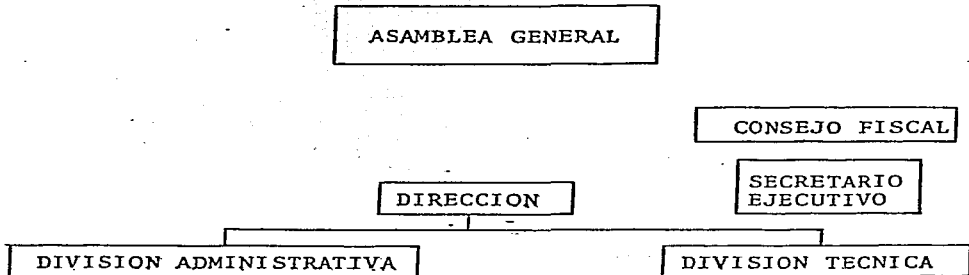 ASAMBLEA GENERAL
CONSEJO FISCAL
SECRETARIO
EJECUTIVO
DIRECCION
DIVISION ADMINISTRATIVA
DIVISION TECNICA